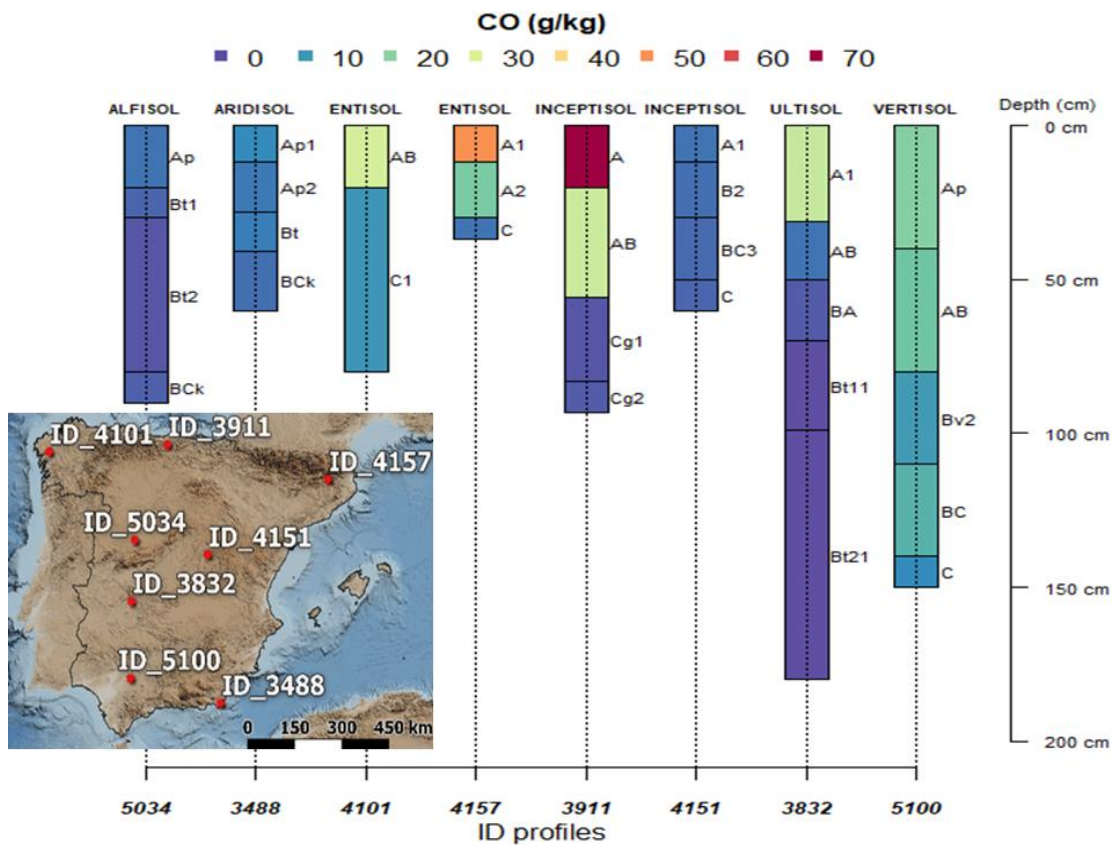 CO (g/kg)
0 10 20 30 40 50 60 70
ALFISOL ARIDISOL ENTISOL ENTISOL INCEPTISOL INCEPTISOL ULTISOL VERTISOL Depth (cm)
Ap
Bt1
Bt2
BCk
Ap1
Ap2
Bt
BCk
AB
C1
A1
A2
C
A
AB
Cg1
Cg2
A1
B2
BC3
C
A1
AB
BA
Bt11
Bt21
Ap
AB
Bv2
BC
C
0 cm
50 cm
100 cm
150 cm
200 cm
ID_4101
ID_3911
ID_4157
ID_5034
ID_4151
ID_3832
ID_5100
ID_3488
0 150 300 450 km
5034 3488 4101 4157 3911 4151 3832 5100
ID profiles